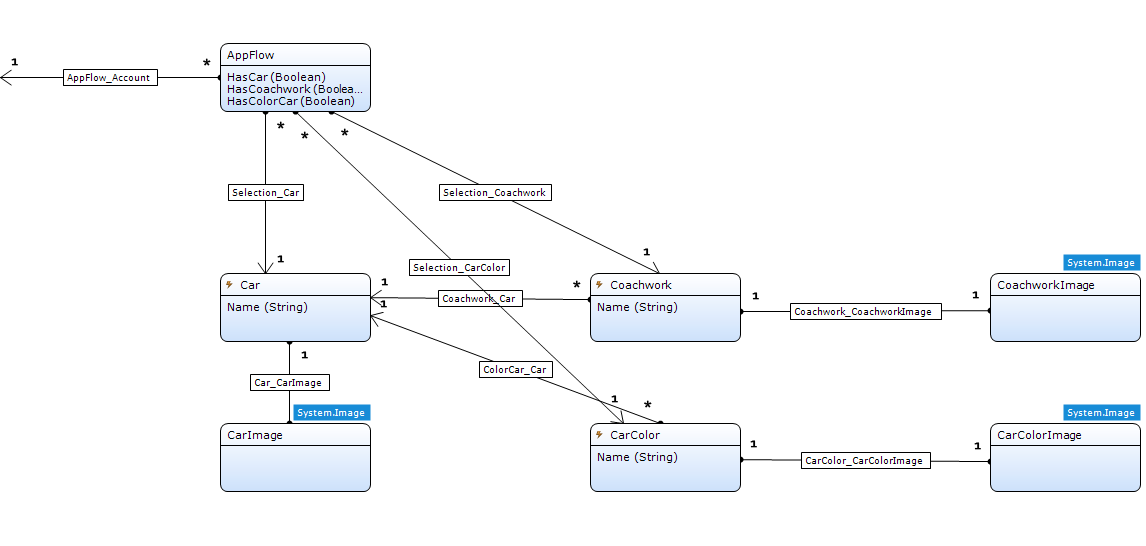 1
*
AppFlow_Account
AppFlow
HasCar (Boolean)
HasCoachwork (Boolea...
HasColorCar (Boolean)
*
*
*
Selection_Car
Selection_Coachwork
1
1
Selection_CarColor
System.Image
Car
Name (String)
1
Coachwork_Car
*
1
Coachwork
Name (String)
1
Coachwork_CoachworkImage
1
CoachworkImage
1
Car_CarImage
ColorCar_Car
System.Image
CarImage
1
*
CarColor
Name (String)
1
CarColor_CarColorImage
1
System.Image
CarColorImage